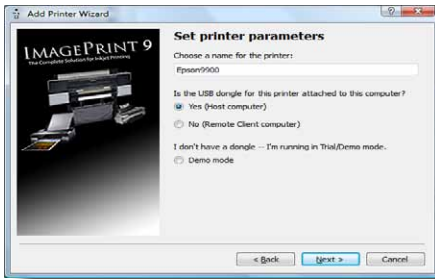 Add Printer Wizard
IMAGEPRINT 9
The Complete Solution for Inkjet Printing
Set printer parameters
Choose a name for the printer:
Epson9900
Is the USB dongle for this printer attached to this computer?
Yes (Host computer)
No (Remote Client computer)
I don't have a dongle -- I'm running in Trial/Demo mode.
Demo mode
< Back
Next >
Cancel